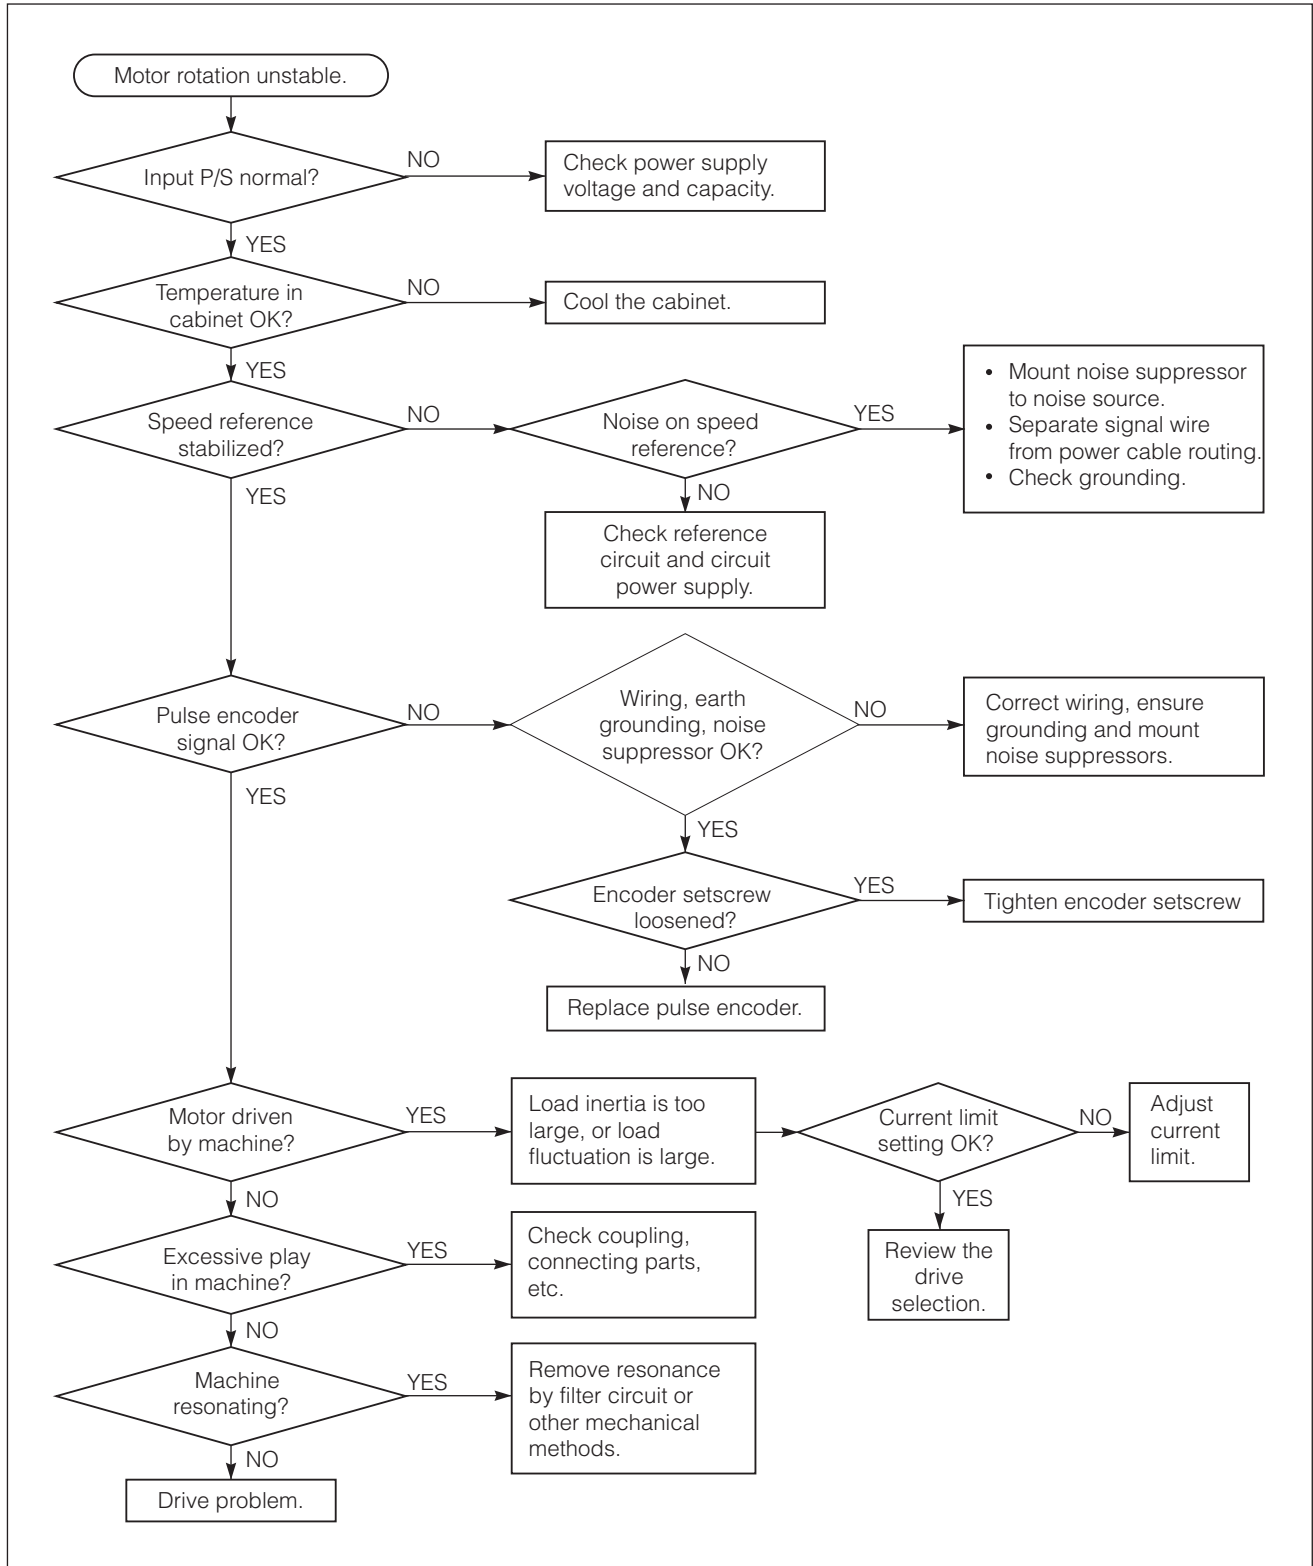 Motor rotation unstable.
Input P/S normal?
NO
Check power supply
voltage and capacity.
YES
Temperature in
cabinet OK?
NO
Cool the cabinet.
YES
Speed reference
stabilized?
NO
Noise on speed
reference?
YES
• Mount noise suppressor
to noise source.
• Separate signal wire
from power cable routing.
• Check grounding.
NO
Check reference
circuit and circuit
power supply.
YES
Pulse encoder
signal OK?
NO
Wiring, earth
grounding, noise
suppressor OK?
NO
Correct wiring, ensure
grounding and mount
noise suppressors.
YES
Encoder setscrew
loosened?
YES
Tighten encoder setscrew
NO
Replace pulse encoder.
YES
Motor driven
by machine?
YES
Load inertia is too
large, or load
fluctuation is large.
Current limit
setting OK?
NO
Adjust
current
limit.
YES
Review the
drive
selection.
NO
Excessive play
in machine?
YES
Check coupling,
connecting parts,
etc.
NO
Machine
resonating?
YES
Remove resonance
by filter circuit or
other mechanical
methods.
NO
Drive problem.